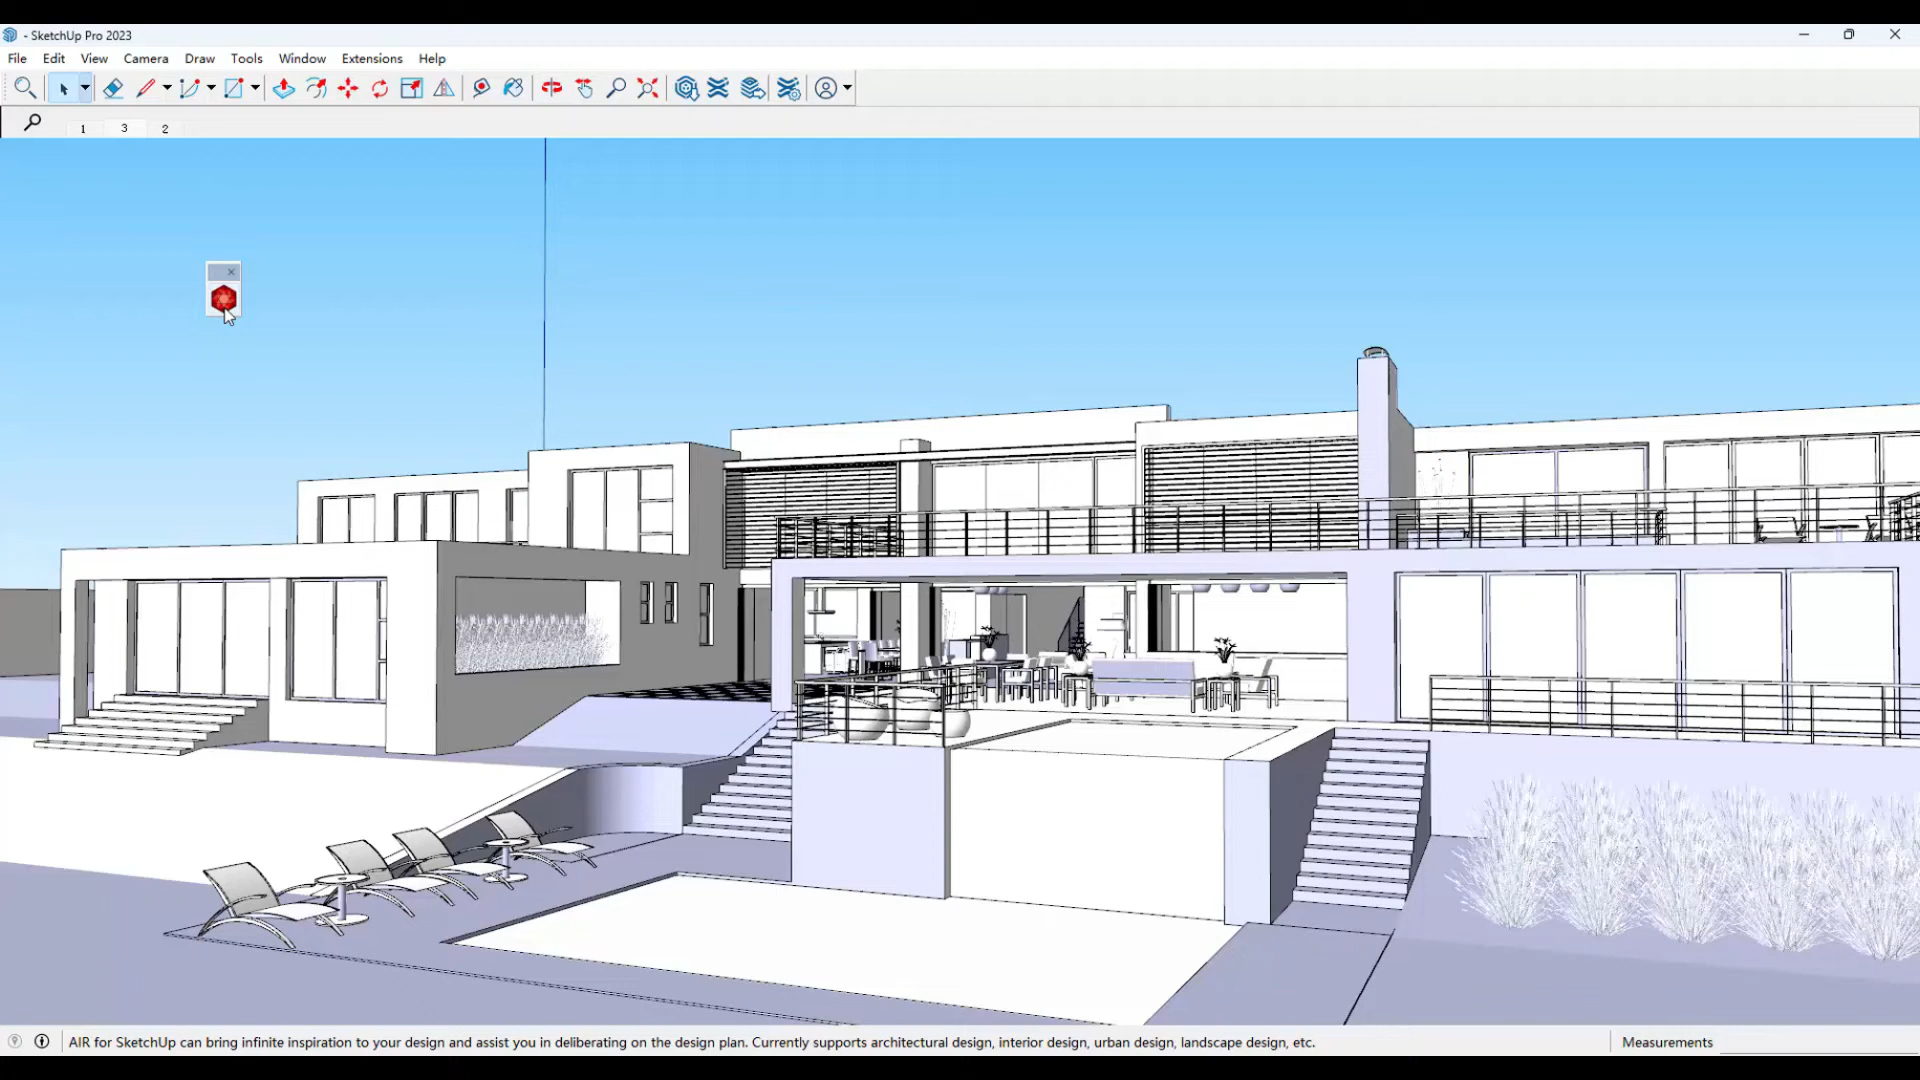 - SketchUp Pro 2023
File Edit View Camera Draw Tools Window Extensions Help
1 3 2
AIR for SketchUp can bring infinite inspiration to your design and assist you in deliberating on the design plan. Currently supports architectural design, interior design, urban design, landscape design, etc.
Measurements